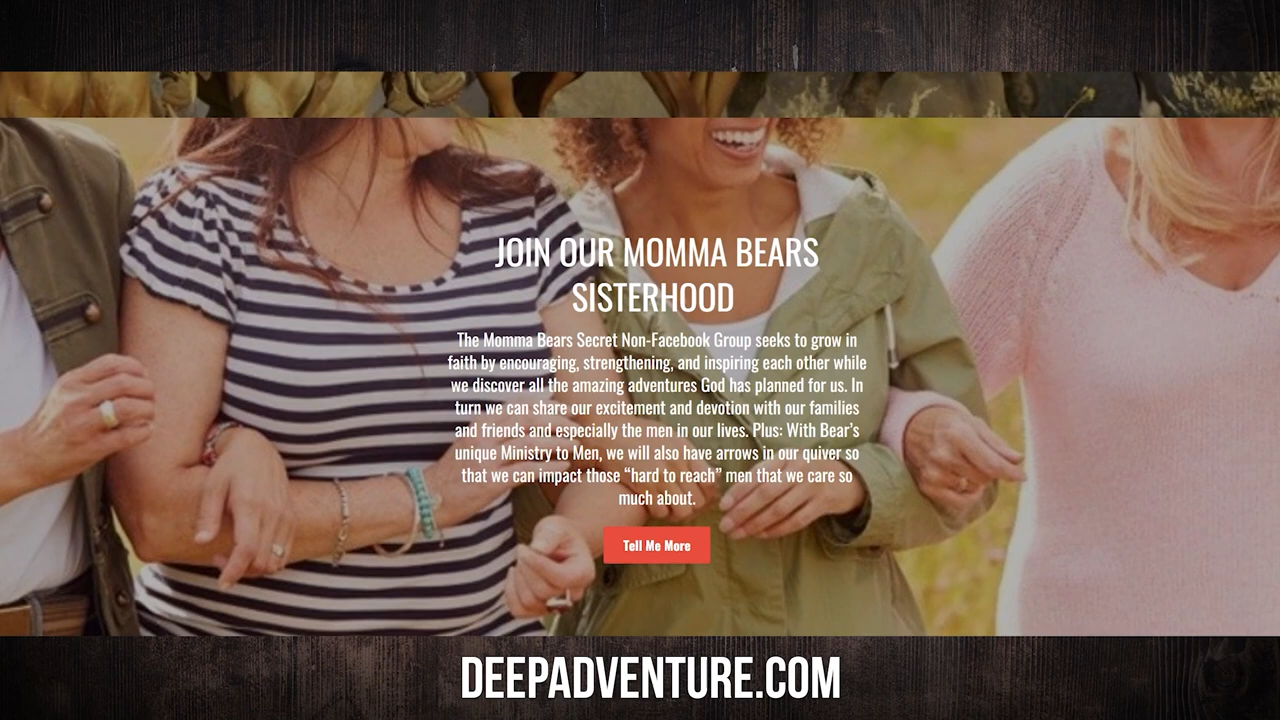 JOIN OUR MOMMA BEARS
SISTERHOOD
The Momma Bears Secret Non-Facebook Group seeks to grow in
faith by encouraging, strengthening, and inspiring each other while
we discover all the amazing adventures God has planned for us. In
turn we can share our excitement and devotion with our families
and friends and especially the men in our lives. Plus: With Bear’s
unique Ministry to Men, we will also have arrows in our quiver so
that we can impact those “hard to reach” men that we care so
much about.
Tell Me More
DEEPADVENTURE.COM